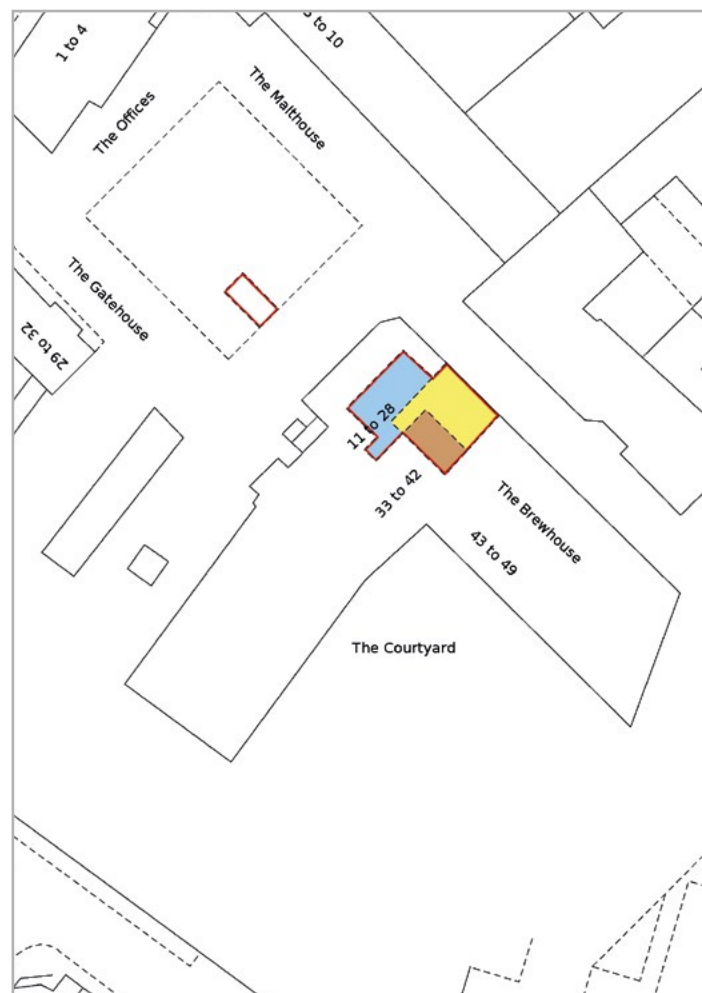 1 to 4
to 10
The Malthouse
The Offices
The Gatehouse
29 to 32
11 to 28
33 to 42
The Brewhouse
43 to 49
The Courtyard